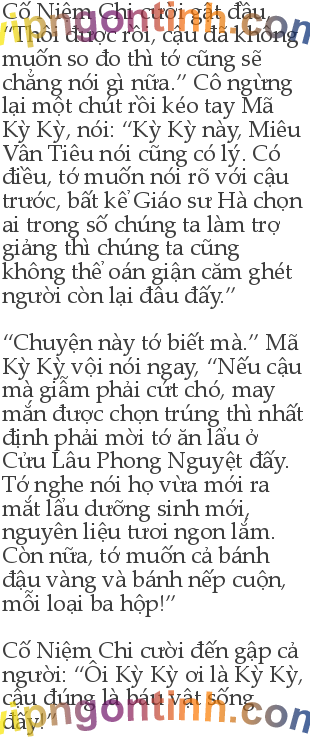 Cố Niệm Chi cười gật đầu,
“Thôi được rồi, cậu đã không
muốn so đo thì tớ cũng sẽ
chẳng nói gì nữa.” Cô ngừng
lại một chút rồi kéo tay Mã
Kỳ Kỳ, nói: “Kỳ Kỳ này, Miêu
Vân Tiêu nói cũng có lý. Có
điều, tớ muốn nói rõ với cậu
trước, bất kể Giáo sư Hà chọn
ai trong số chúng ta làm trợ
giảng thì chúng ta cũng
không thể oán giận căm ghét
người còn lại đâu đấy.”
“Chuyện này tớ biết mà.” Mã
Kỳ Kỳ vội nói ngay, “Nếu cậu
mà giẫm phải cứt chó, may
mắn được chọn trúng thì nhất
định phải mời tớ ăn lẩu ở
Cửu Lâu Phong Nguyệt đấy.
Tớ nghe nói họ vừa mới ra
mắt lẩu dưỡng sinh mới,
nguyên liệu tươi ngon lắm.
Còn nữa, tớ muốn cả bánh
đậu vàng và bánh nếp cuộn,
mỗi loại ba hộp!”
Cố Niệm Chi cười đến gập cả
người: “Ôi Kỳ Kỳ ơi là Kỳ Kỳ,
cậu đúng là báu vật sống
đấy!”
vipngontinh.com
vipngontinh.com